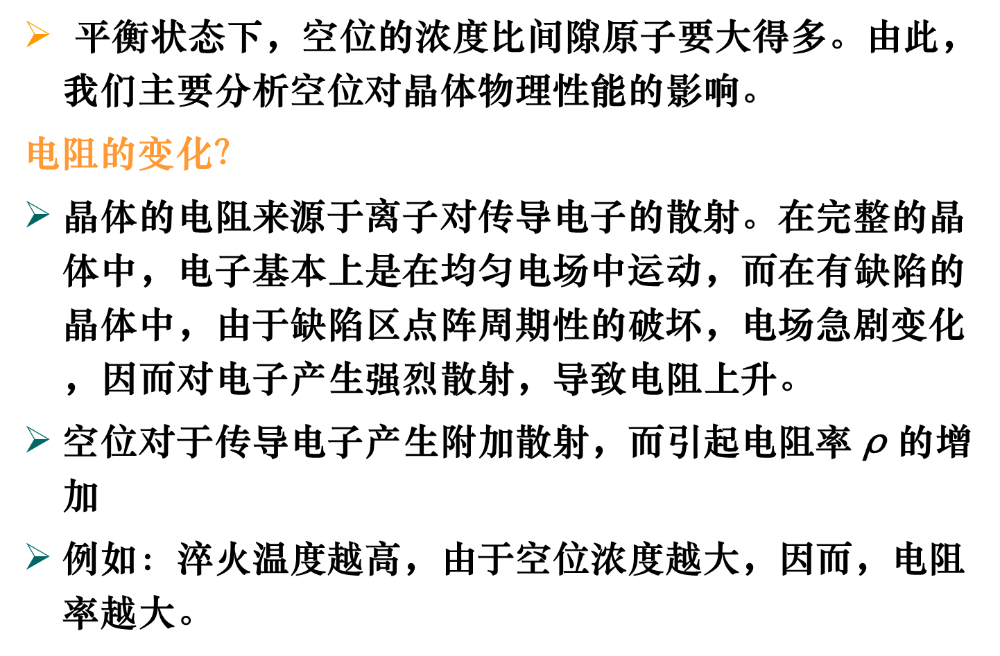 平衡状态下，空位的浓度比间隙原子要大得多。由此，
我们主要分析空位对晶体物理性能的影响。
电阻的变化？
晶体的电阻来源于离子对传导电子的散射。在完整的晶
体中，电子基本上是在均匀电场中运动，而在有缺陷的
晶体中，由于缺陷区点阵周期性的破坏，电场急剧变化
，因而对电子产生强烈散射，导致电阻上升。
空位对于传导电子产生附加散射，而引起电阻率 ρ 的增
加
例如：淬火温度越高，由于空位浓度越大，因而，电阻
率越大。